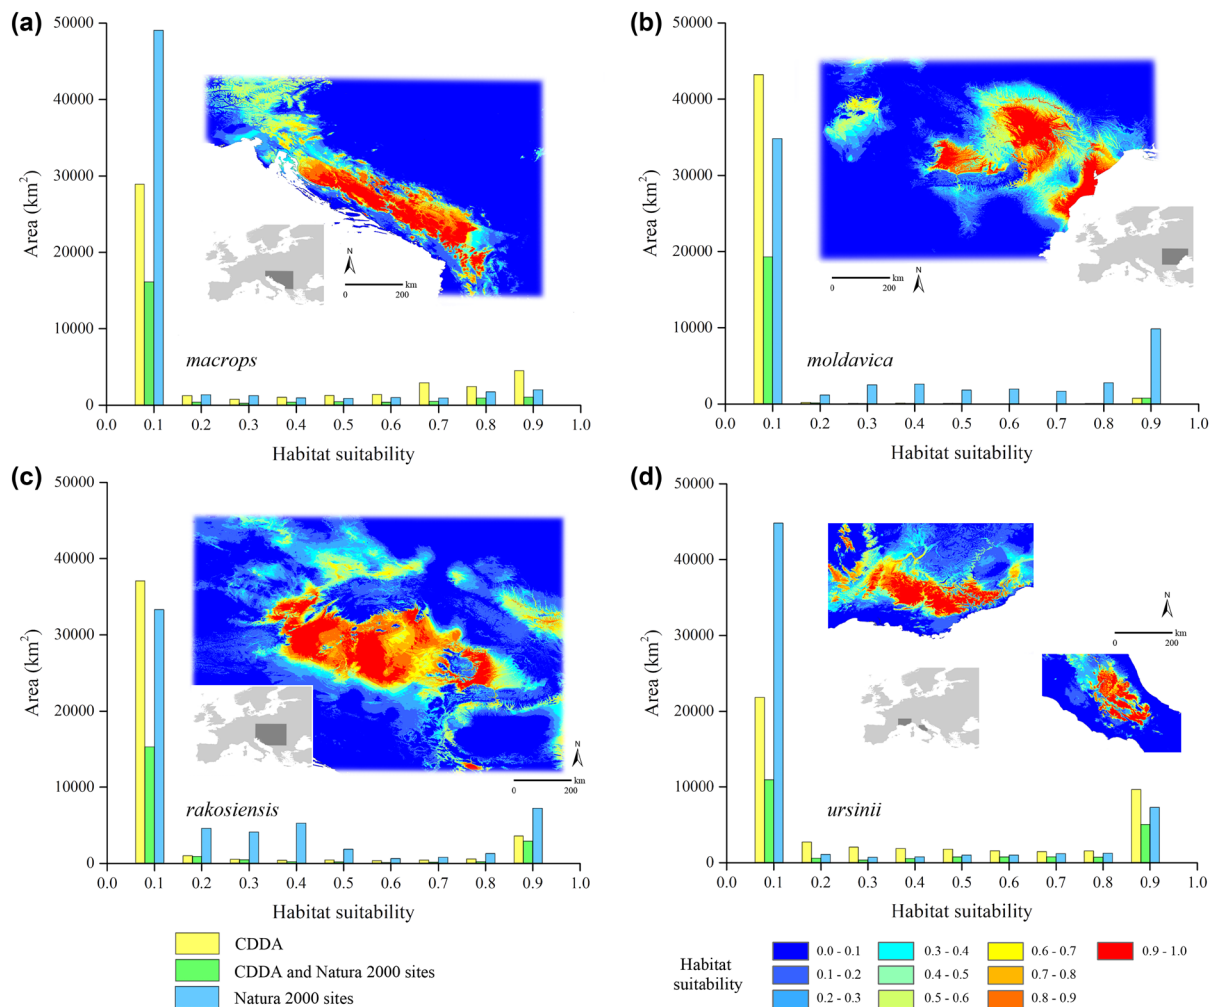 (a)
50000
40000
30000
20000
10000
0
Area (km2)
0.0 0.1 0.2 0.3 0.4 0.5 0.6 0.7 0.8 0.9 1.0
Habitat suitability
macrops
N
km
0 200
(b)
50000
40000
30000
20000
10000
0
Area (km2)
0.0 0.1 0.2 0.3 0.4 0.5 0.6 0.7 0.8 0.9 1.0
Habitat suitability
moldavica
km
0 200
N
(c)
50000
40000
30000
20000
10000
0
Area (km2)
0.0 0.1 0.2 0.3 0.4 0.5 0.6 0.7 0.8 0.9 1.0
Habitat suitability
rakosiensis
N
km
0 200
(d)
50000
40000
30000
20000
10000
0
Area (km2)
0.0 0.1 0.2 0.3 0.4 0.5 0.6 0.7 0.8 0.9 1.0
Habitat suitability
ursinii
N
km
0 200
CDDA
CDDA and Natura 2000 sites
Natura 2000 sites
Habitat
suitability
0.0 - 0.1
0.1 - 0.2
0.2 - 0.3
0.3 - 0.4
0.4 - 0.5
0.5 - 0.6
0.6 - 0.7
0.7 - 0.8
0.8 - 0.9
0.9 - 1.0